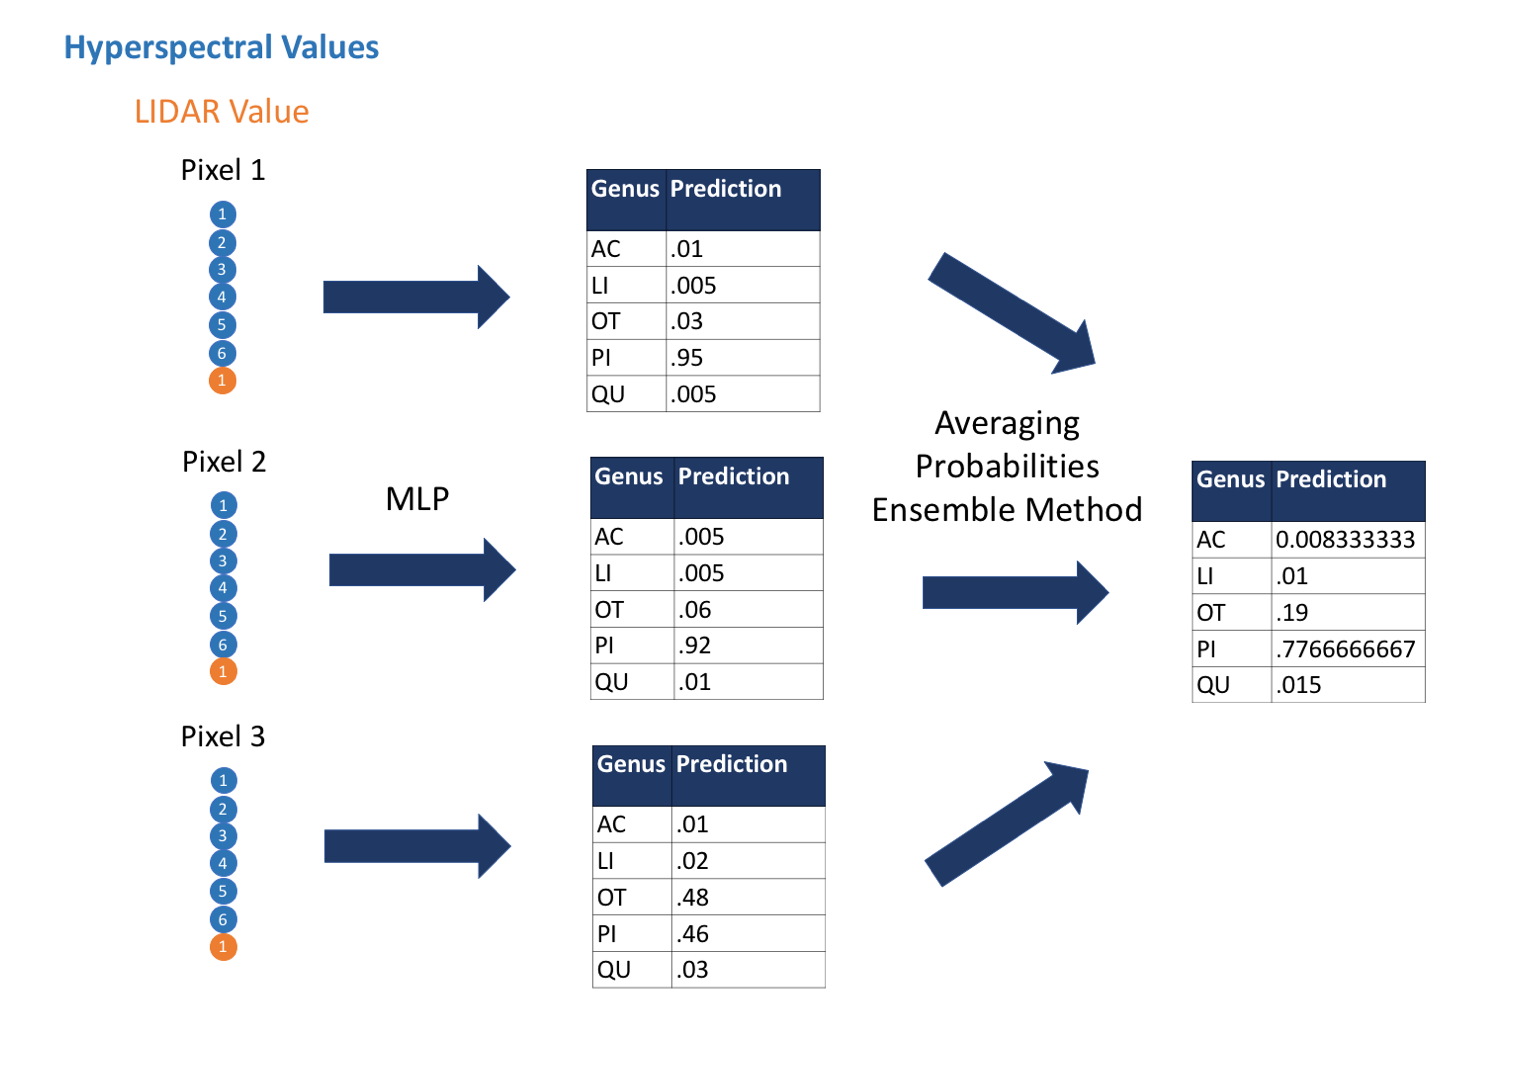 Hyperspectral Values
LIDAR Value
Pixel 1
1
2
3
4
5
6
1
Genus Prediction
AC .01
LI .005
OT .03
PI .95
QU .005
Pixel 2
1
2
3
4
5
6
1
MLP
Genus Prediction
AC .005
LI .005
OT .06
PI .92
QU .01
Pixel 3
1
2
3
4
5
6
1
Genus Prediction
AC .01
LI .02
OT .48
PI .46
QU .03
Averaging
Probabilities
Ensemble Method
Genus Prediction
AC 0.008333333
LI .01
OT .19
PI .7766666667
QU .015